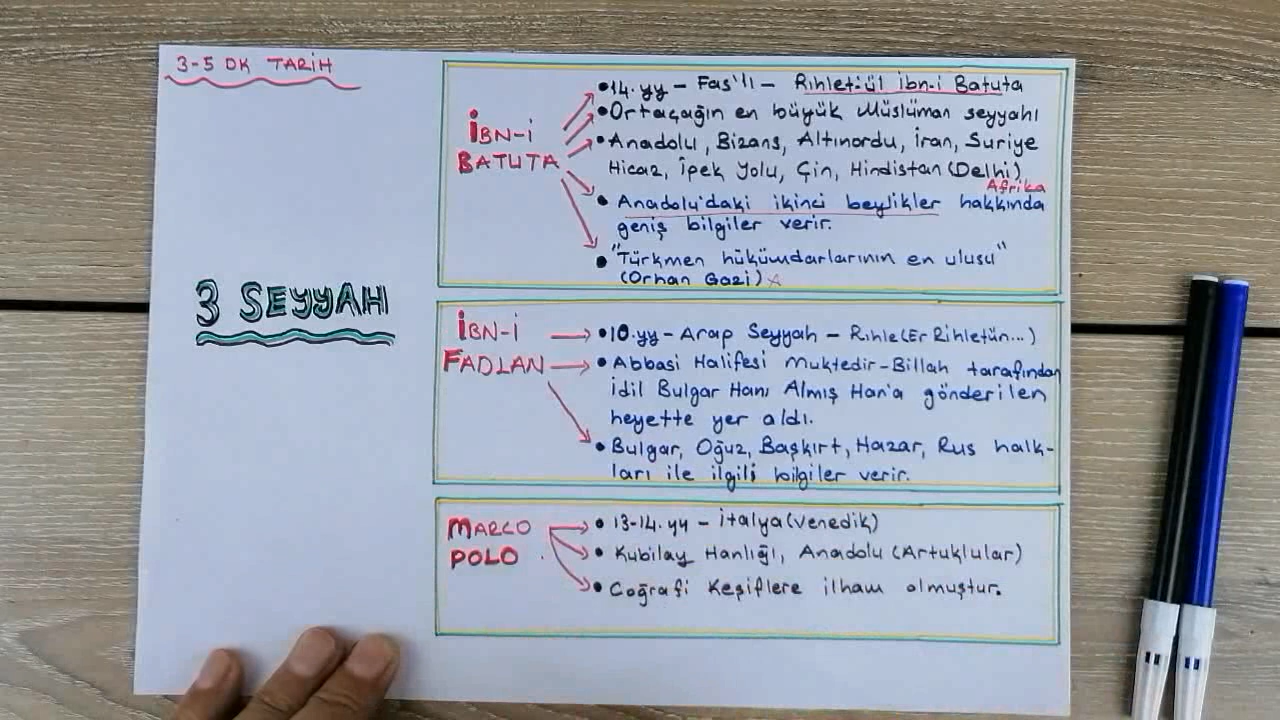 3-5 DK TARİH
3 SEYYAH
İBN-İ
BATUTA
•14.yy – Fas'lı – Rıhlet-ül İbn-i Batuta
•Ortaçağın en büyük Müslüman seyyahı
•Anadolu, Bizans, Altınordu, İran, Suriye
Hicaz, İpek Yolu, Çin, Hindistan (Delhi)
Afrika
•Anadolu'daki ikinci beylikler hakkında
geniş bilgiler verir.
•"Türkmen hükümdarlarının en ulusu"
(Orhan Gazi)
İBN-İ
FADLAN
•10.yy – Arap Seyyah – Rıhle(Er Rihletün...)
•Abbasi Halifesi Muktedir-Billah tarafından
İdil Bulgar Hanı Almış Han'a gönderilen
heyette yer aldı.
•Bulgar, Oğuz, Başkırt, Hazar, Rus halk-
ları ile ilgili bilgiler verir.
MARCO
POLO
•13-14.yy – İtalya(Venedik)
•Kubilay Hanlığı, Anadolu (Artuklular)
•Coğrafi Keşiflere ilham olmuştur.